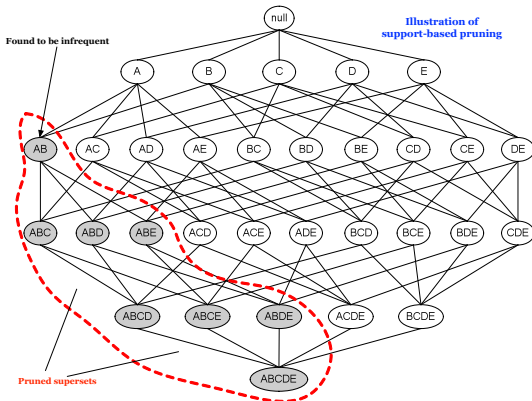 null
Illustration of
support-based pruning
Found to be infrequent
A B C D E
AB AC AD AE BC BD BE CD CE DE
ABC ABD ABE ACD ACE ADE BCD BCE BDE CDE
ABCD ABCE ABDE ACDE BCDE
Pruned supersets
ABCDE